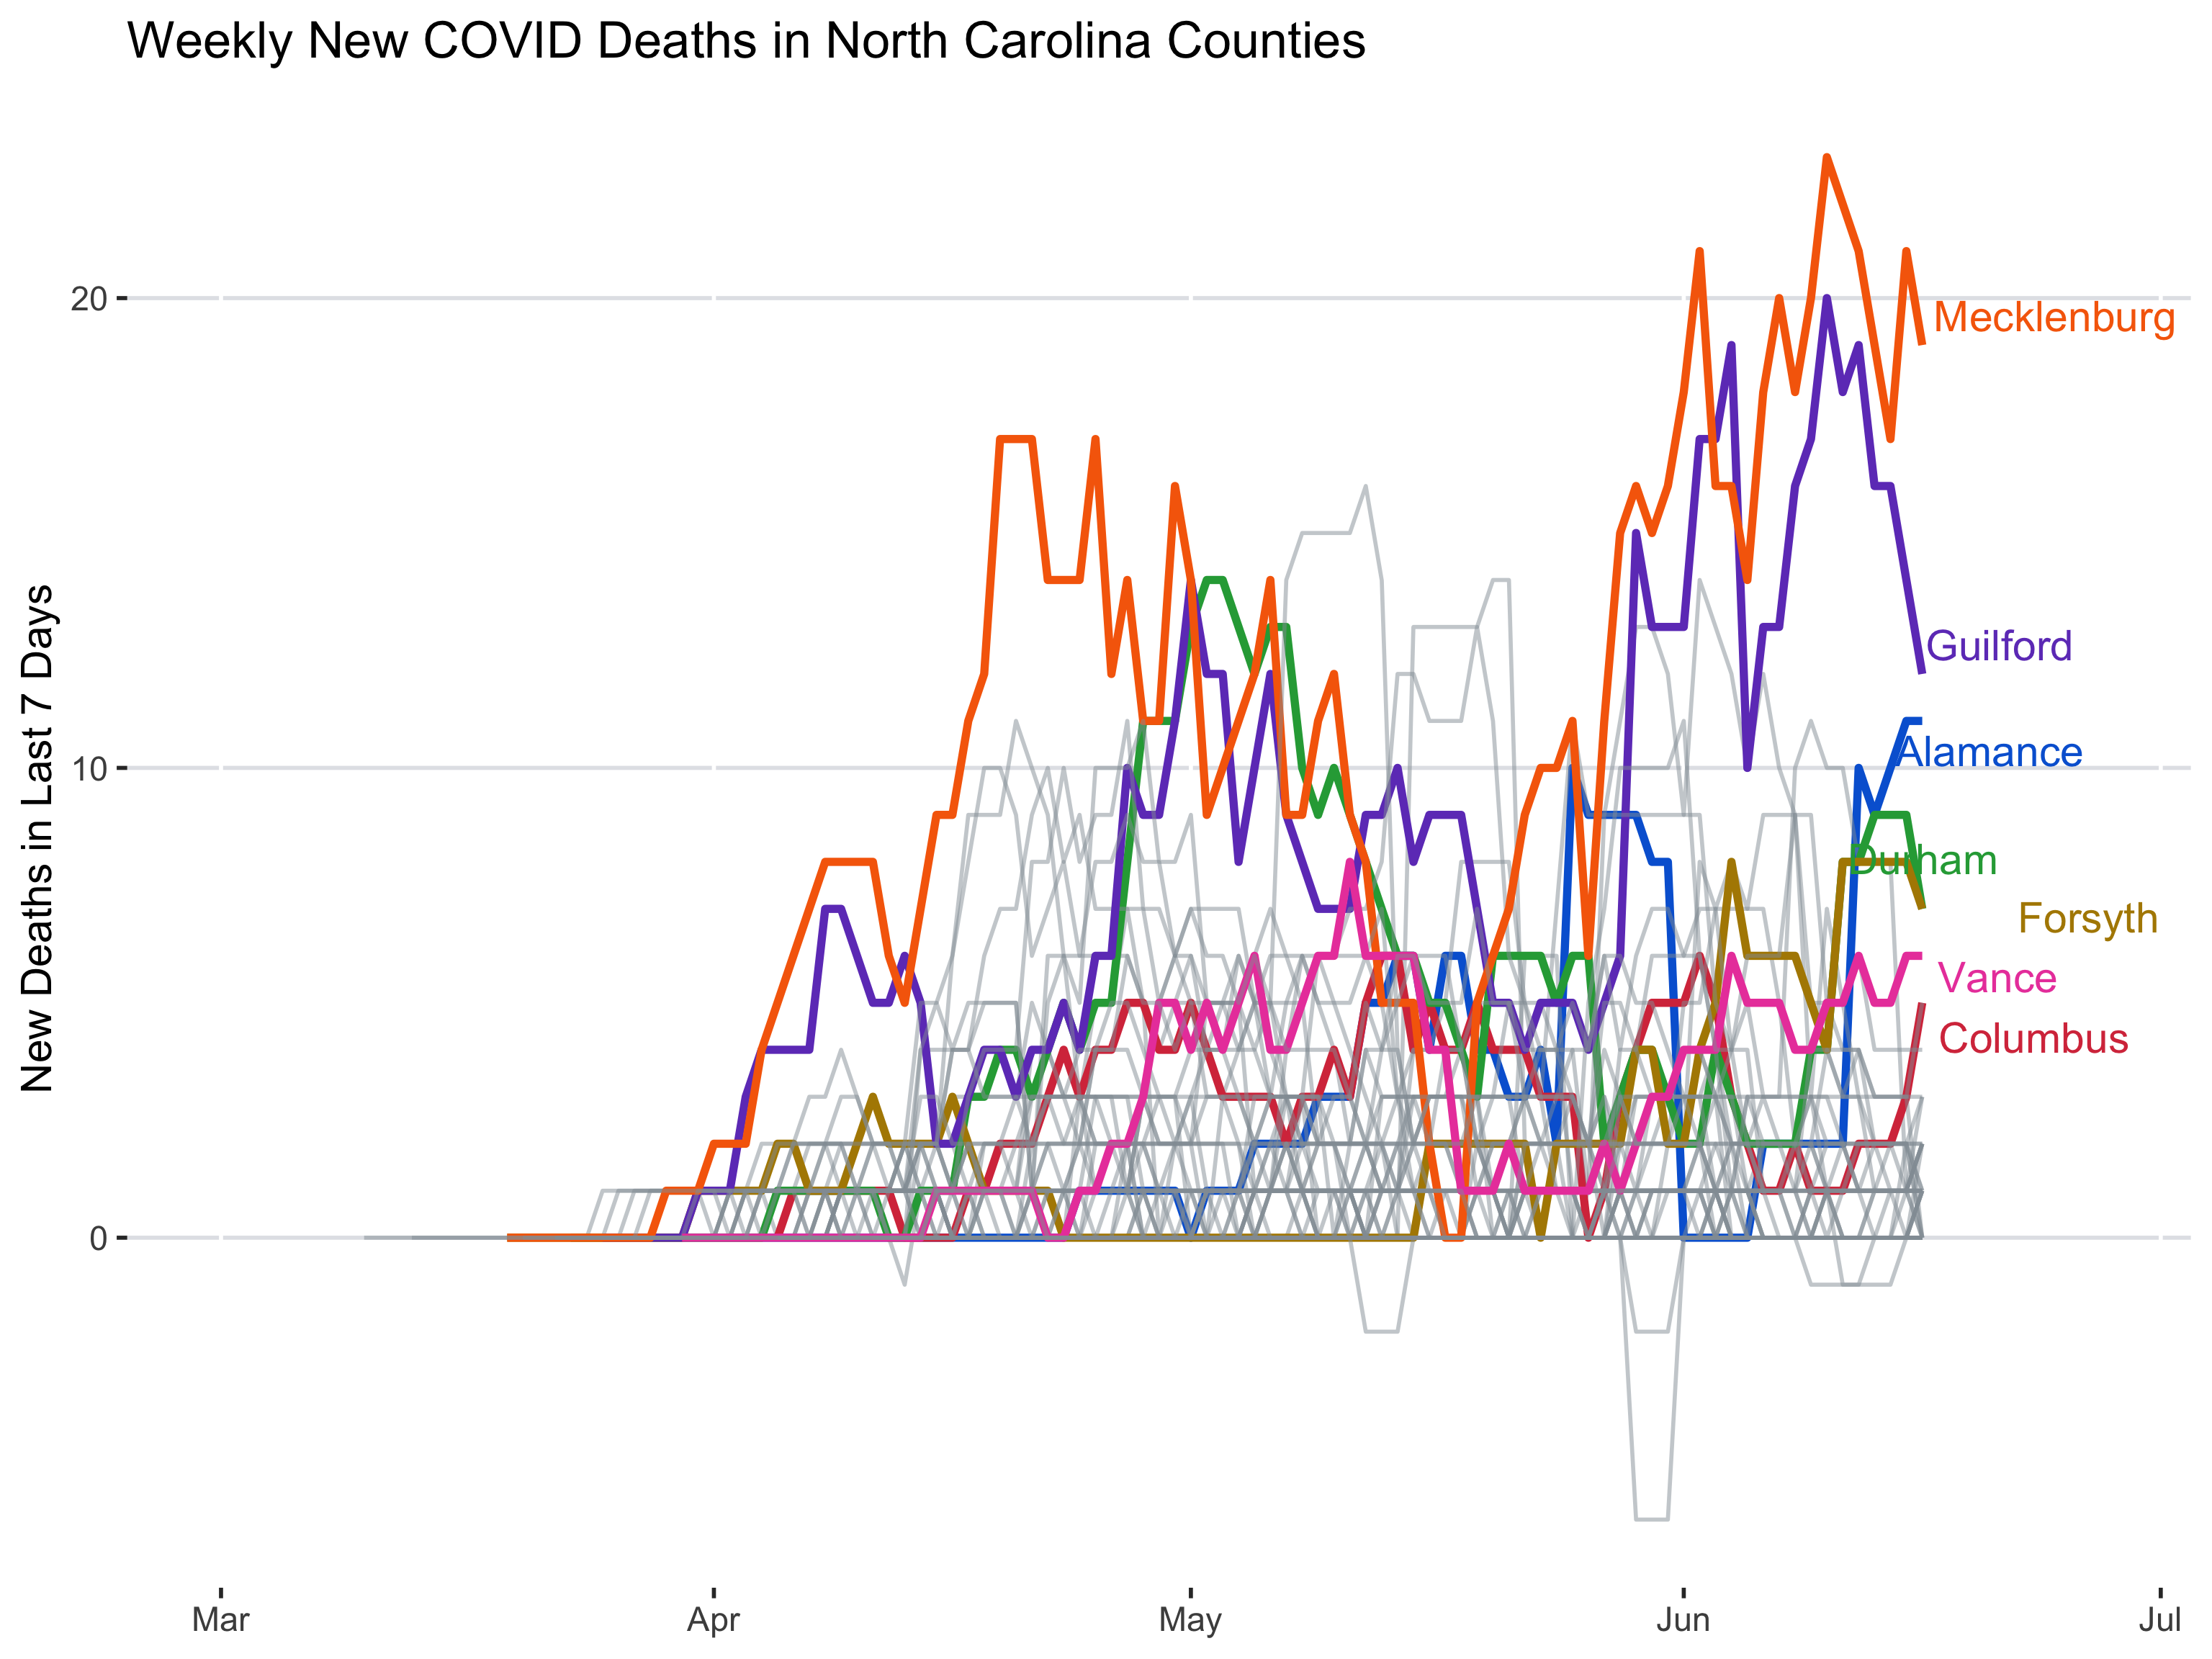 Weekly New COVID Deaths in North Carolina Counties
New Deaths in Last 7 Days
20
10
0
Mecklenburg
Guilford
Alamance
Durham
Forsyth
Vance
Columbus
Mar
Apr
May
Jun
Jul